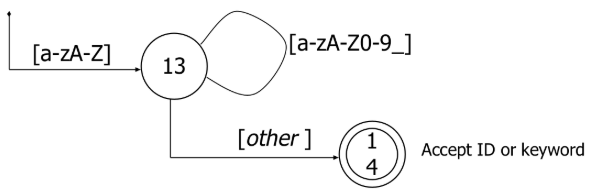 [a-zA-Z]
13
[a-zA-Z0-9_]
[other ]
1
4
Accept ID or keyword